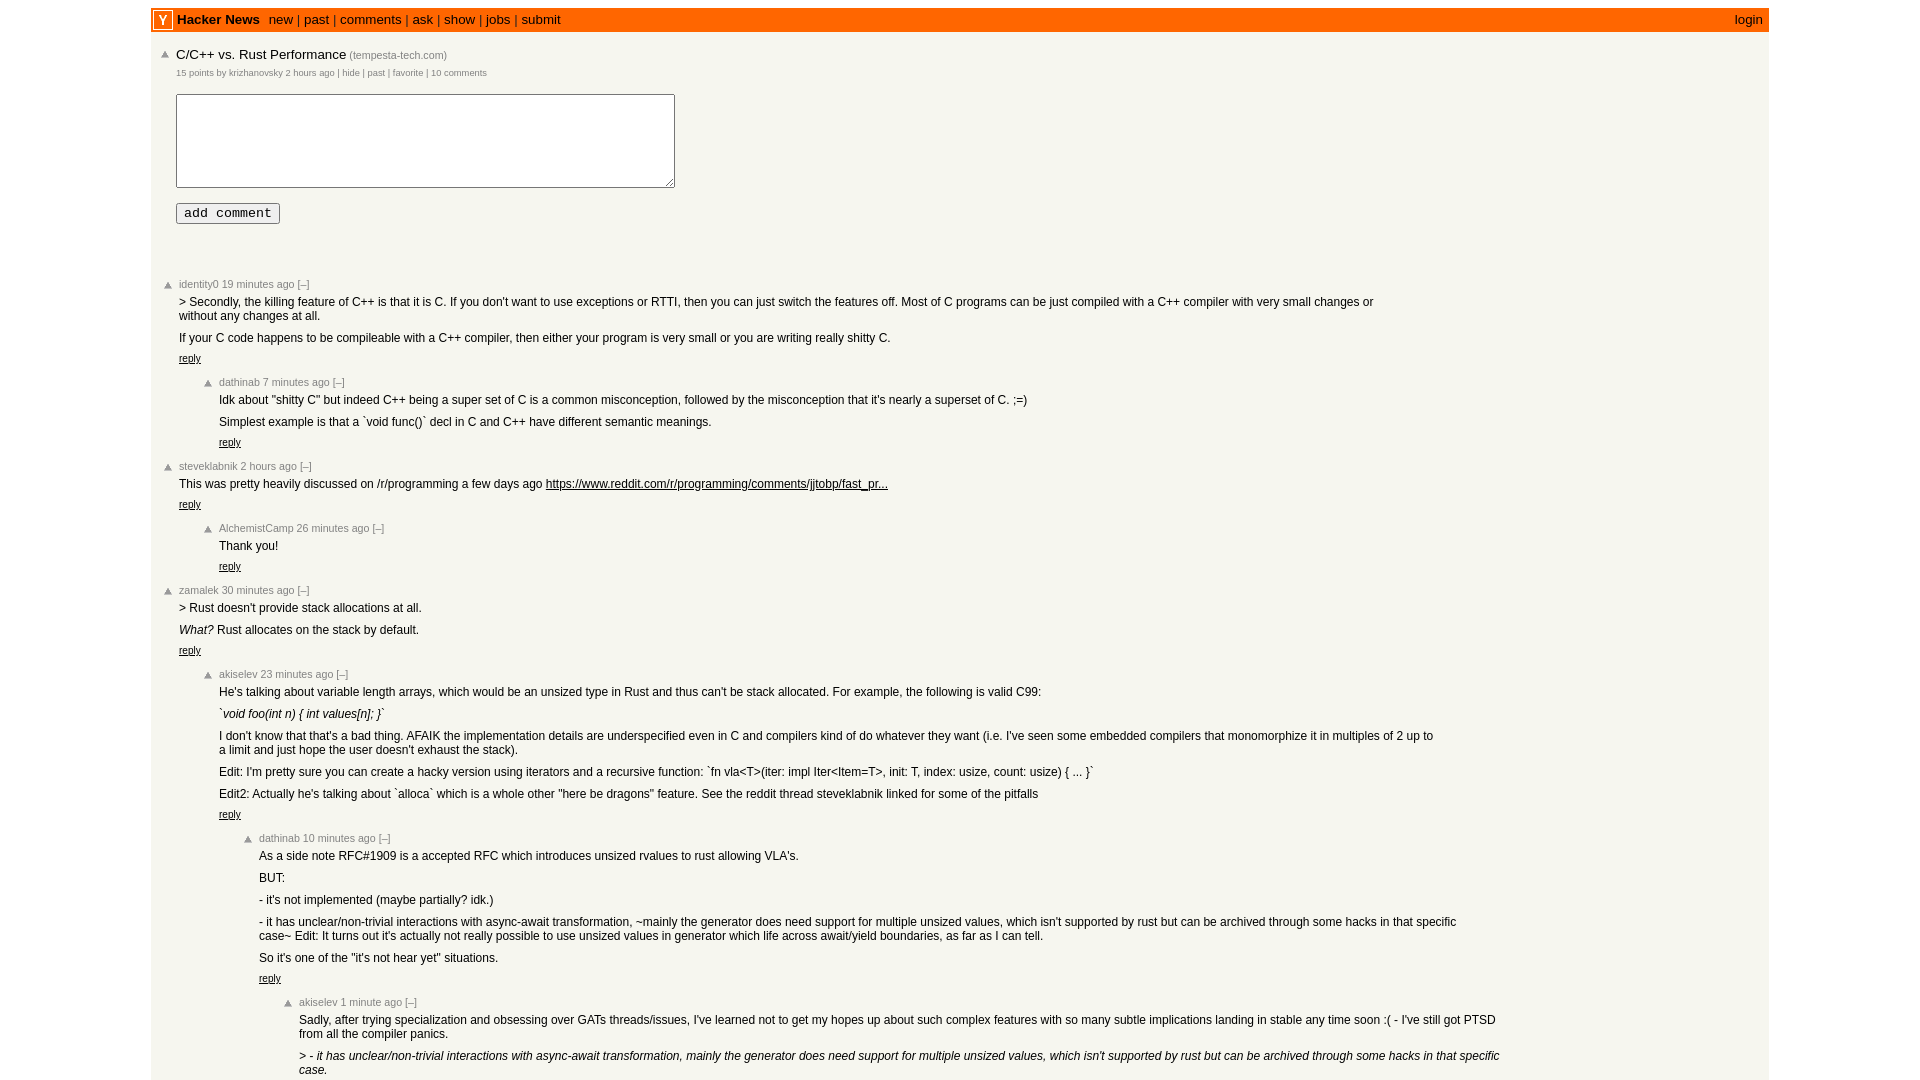 Y Hacker News new | past | comments | ask | show | jobs | submit login
C/C++ vs. Rust Performance (tempesta-tech.com)
15 points by krizhanovsky 2 hours ago | hide | past | favorite | 10 comments
add comment
identity0 19 minutes ago [–]
> Secondly, the killing feature of C++ is that it is C. If you don't want to use exceptions or RTTI, then you can just switch the features off. Most of C programs can be just compiled with a C++ compiler with very small changes or
without any changes at all.
If your C code happens to be compileable with a C++ compiler, then either your program is very small or you are writing really shitty C.
reply
dathinab 7 minutes ago [–]
Idk about "shitty C" but indeed C++ being a super set of C is a common misconception, followed by the misconception that it's nearly a superset of C. ;=)
Simplest example is that a `void func()` decl in C and C++ have different semantic meanings.
reply
steveklabnik 2 hours ago [–]
This was pretty heavily discussed on /r/programming a few days ago https://www.reddit.com/r/programming/comments/jjtobp/fast_pr...
reply
AlchemistCamp 26 minutes ago [–]
Thank you!
reply
zamalek 30 minutes ago [–]
> Rust doesn't provide stack allocations at all.
What? Rust allocates on the stack by default.
reply
akiselev 23 minutes ago [–]
He's talking about variable length arrays, which would be an unsized type in Rust and thus can't be stack allocated. For example, the following is valid C99:
`void foo(int n) { int values[n]; }`
I don't know that that's a bad thing. AFAIK the implementation details are underspecified even in C and compilers kind of do whatever they want (i.e. I've seen some embedded compilers that monomorphize it in multiples of 2 up to
a limit and just hope the user doesn't exhaust the stack).
Edit: I'm pretty sure you can create a hacky version using iterators and a recursive function: `fn vla<T>(iter: impl Iter<Item=T>, init: T, index: usize, count: usize) { ... }`
Edit2: Actually he's talking about `alloca` which is a whole other "here be dragons" feature. See the reddit thread steveklabnik linked for some of the pitfalls
reply
dathinab 10 minutes ago [–]
As a side note RFC#1909 is a accepted RFC which introduces unsized rvalues to rust allowing VLA's.
BUT:
- it's not implemented (maybe partially? idk.)
- it has unclear/non-trivial interactions with async-await transformation, ~mainly the generator does need support for multiple unsized values, which isn't supported by rust but can be archived through some hacks in that specific
case~ Edit: It turns out it's actually not really possible to use unsized values in generator which life across await/yield boundaries, as far as I can tell.
So it's one of the "it's not hear yet" situations.
reply
akiselev 1 minute ago [–]
Sadly, after trying specialization and obsessing over GATs threads/issues, I've learned not to get my hopes up about such complex features with so many subtle implications landing in stable any time soon :( - I've still got PTSD
from all the compiler panics.
> - it has unclear/non-trivial interactions with async-await transformation, mainly the generator does need support for multiple unsized values, which isn't supported by rust but can be archived through some hacks in that specific
case.